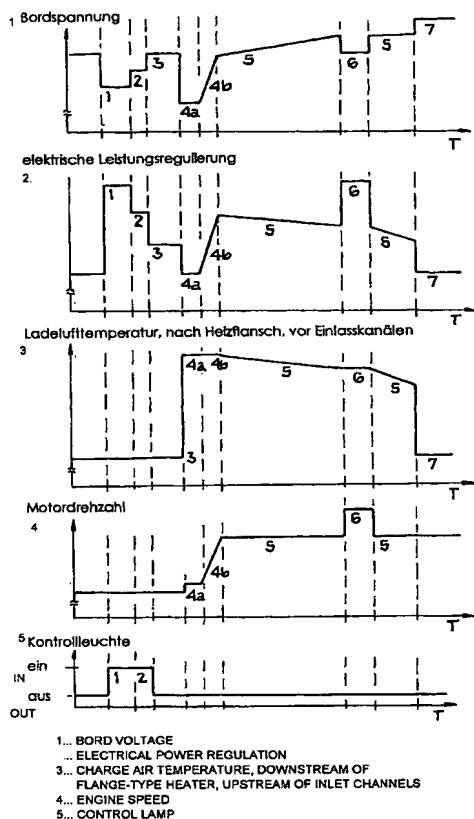 1 Bordspannung
1
2
3
4a
4b
5
6
5
7
T
elektrische Leistungsregulierung
2.
1
2
3
4a
4b
5
6
5
7
T
Ladelufttemperatur, nach Heizflansch, vor Einlasskanälen
3
3
4a
4b
5
6
5
7
T
Motordrehzahl
4
4a
4b
5
6
5
T
5 Kontrolleuchte
ein
IN
aus
OUT
1
2
T
1... BORD VOLTAGE
... ELECTRICAL POWER REGULATION
3... CHARGE AIR TEMPERATURE, DOWNSTREAM OF
FLANGE-TYPE HEATER, UPSTREAM OF INLET CHANNELS
4... ENGINE SPEED
5... CONTROL LAMP